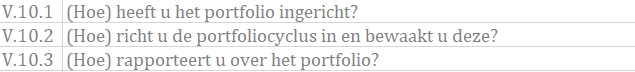 V.10.1 (Hoe) heeft u het portfolio ingericht?
V.10.2 (Hoe) richt u de portfoliocyclus in en bewaakt u deze?
V.10.3 (Hoe) rapporteert u over het portfolio?